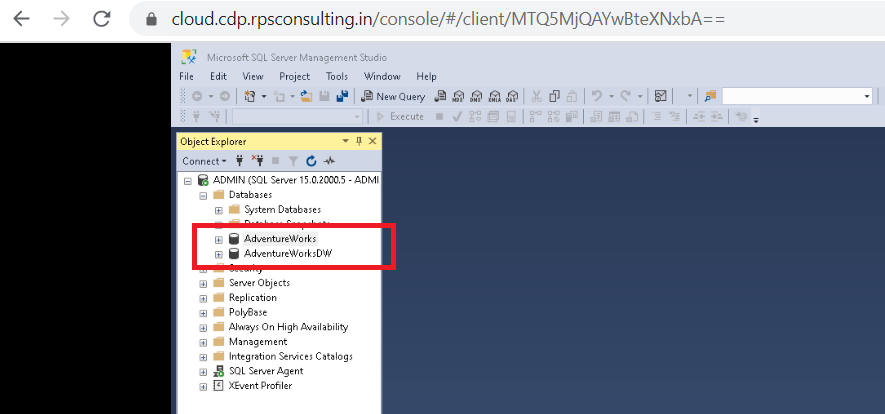 cloud.cdp.rpsconsulting.in/console/#/client/MTQ5MjQAYwBteXNxbA==
Microsoft SQL Server Management Studio
File Edit View Project Tools Window Help
New Query MDX DMX XMLA DAX
Execute
Object Explorer
Connect
ADMIN (SQL Server 15.0.2000.5 - ADMI
Databases
System Databases
Database Snapshots
AdventureWorks
AdventureWorksDW
Security
Server Objects
Replication
PolyBase
Always On High Availability
Management
Integration Services Catalogs
SQL Server Agent
XEvent Profiler